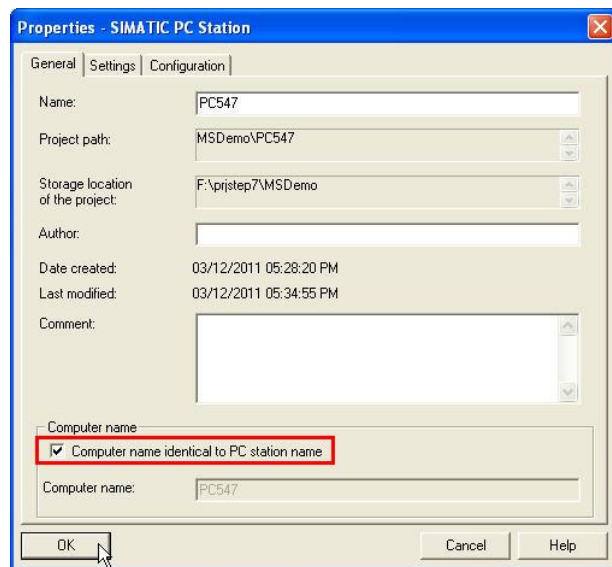 Properties - SIMATIC PC Station
General Settings Configuration
Name: PC547
Project path: MSDemo\PC547
Storage location
of the project: F:\prjstep7\MSDemo
Author:
Date created: 03/12/2011 05:28:20 PM
Last modified: 03/12/2011 05:34:55 PM
Comment:
Computer name
Computer name identical to PC station name
Computer name: PC547
OK Cancel Help